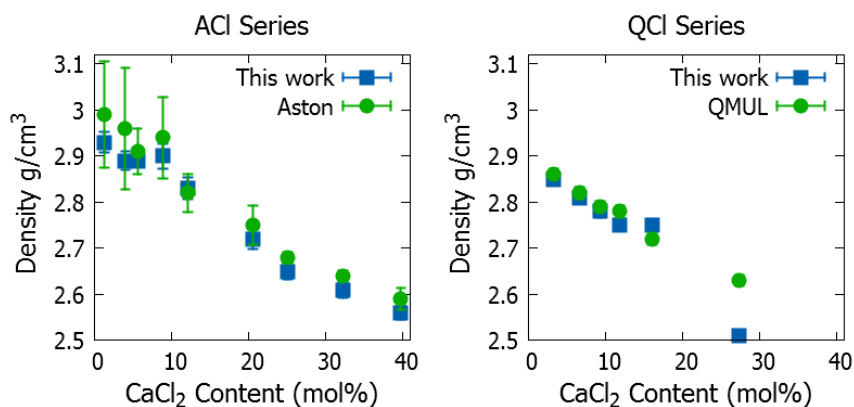 ACl Series
3.1
3
2.9
2.8
2.7
2.6
2.5
Density g/cm³
This work
Aston
0 10 20 30 40
CaCl₂ Content (mol%)
QCl Series
3.1
3
2.9
2.8
2.7
2.6
2.5
Density g/cm³
This work
QMUL
0 10 20 30 40
CaCl₂ Content (mol%)